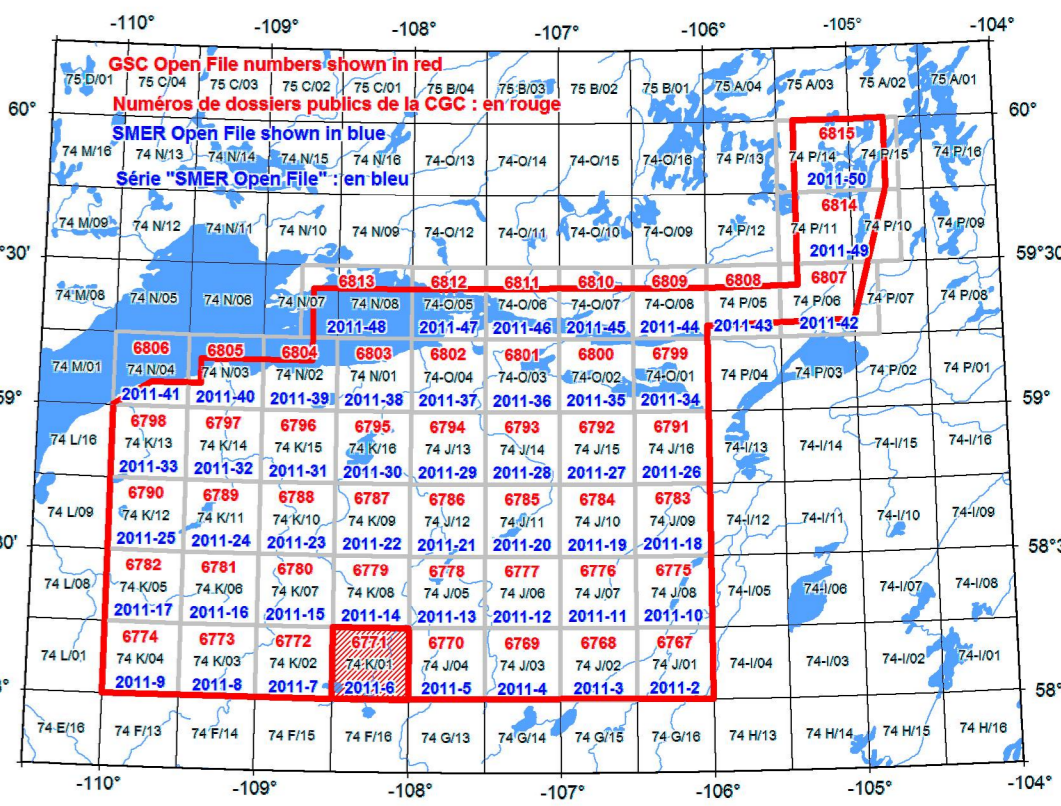 -110° -109° -108° -107° -106° -105° -104°
GSC Open File numbers shown in red
Numéros de dossiers publics de la CGC : en rouge
SMER Open File shown in blue
Série "SMER Open File" : en bleu
75 D/01 75 C/04 75 C/03 75 C/02 75 C/01 75 B/04 75 B/03 75 B/02 75 B/01 75 A/04 75 A/03 75 A/02 75 A/01
60° 60°
6815
74 M/16 74 N/13 74 N/14 74 N/15 74 N/16 74-O/13 74-O/14 74-O/15 74-O/16 74 P/13 74 P/14 74 P/15 74 P/16
2011-50
6814
74 M/09 74 N/12 74 N/11 74 N/10 74 N/09 74-O/12 74-O/11 74-O/10 74-O/09 74 P/12 74 P/11 74 P/10 74 P/09
2011-49
°30' 59°30
6813 6812 6811 6810 6809 6808 6807
74 M/08 74 N/05 74 N/06 74 N/07 74 N/08 74-O/05 74-O/06 74-O/07 74-O/08 74 P/05 74 P/06 74 P/07 74 P/08
2011-48 2011-47 2011-46 2011-45 2011-44 2011-43 2011-42
6806 6805 6804 6803 6802 6801 6800 6799
74 M/01 74 N/04 74 N/03 74 N/02 74 N/01 74-O/04 74-O/03 74-O/02 74-O/01 74 P/04 74 P/03 74 P/02 74 P/01
2011-41 2011-40 2011-39 2011-38 2011-37 2011-36 2011-35 2011-34
59° 59°
6798 6797 6796 6795 6794 6793 6792 6791
74 L/16 74 K/13 74 K/14 74 K/15 74 K/16 74 J/13 74 J/14 74 J/15 74 J/16 74-I/13 74-I/14 74-I/15 74-I/16
2011-33 2011-32 2011-31 2011-30 2011-29 2011-28 2011-27 2011-26
6790 6789 6788 6787 6786 6785 6784 6783
74 L/09 74 K/12 74 K/11 74 K/10 74 K/09 74 J/12 74 J/11 74 J/10 74 J/09 74-I/12 74-I/11 74-I/10 74-I/09
2011-25 2011-24 2011-23 2011-22 2011-21 2011-20 2011-19 2011-18
30' 58°3
6782 6781 6780 6779 6778 6777 6776 6775
74 L/08 74 K/05 74 K/06 74 K/07 74 K/08 74 J/05 74 J/06 74 J/07 74 J/08 74-I/05 74-I/06 74-I/07 74-I/08
2011-17 2011-16 2011-15 2011-14 2011-13 2011-12 2011-11 2011-10
6774 6773 6772 6771 6770 6769 6768 6767
74 L/01 74 K/04 74 K/03 74 K/02 74 K/01 74 J/04 74 J/03 74 J/02 74 J/01 74-I/04 74-I/03 74-I/02 74-I/01
2011-9 2011-8 2011-7 2011-6 2011-5 2011-4 2011-3 2011-2
58°
74 E/16 74 F/13 74 F/14 74 F/15 74 F/16 74 G/13 74 G/14 74 G/15 74 G/16 74 H/13 74 H/14 74 H/15 74 H/16
-110° -109° -108° -107° -106° -105° -104°